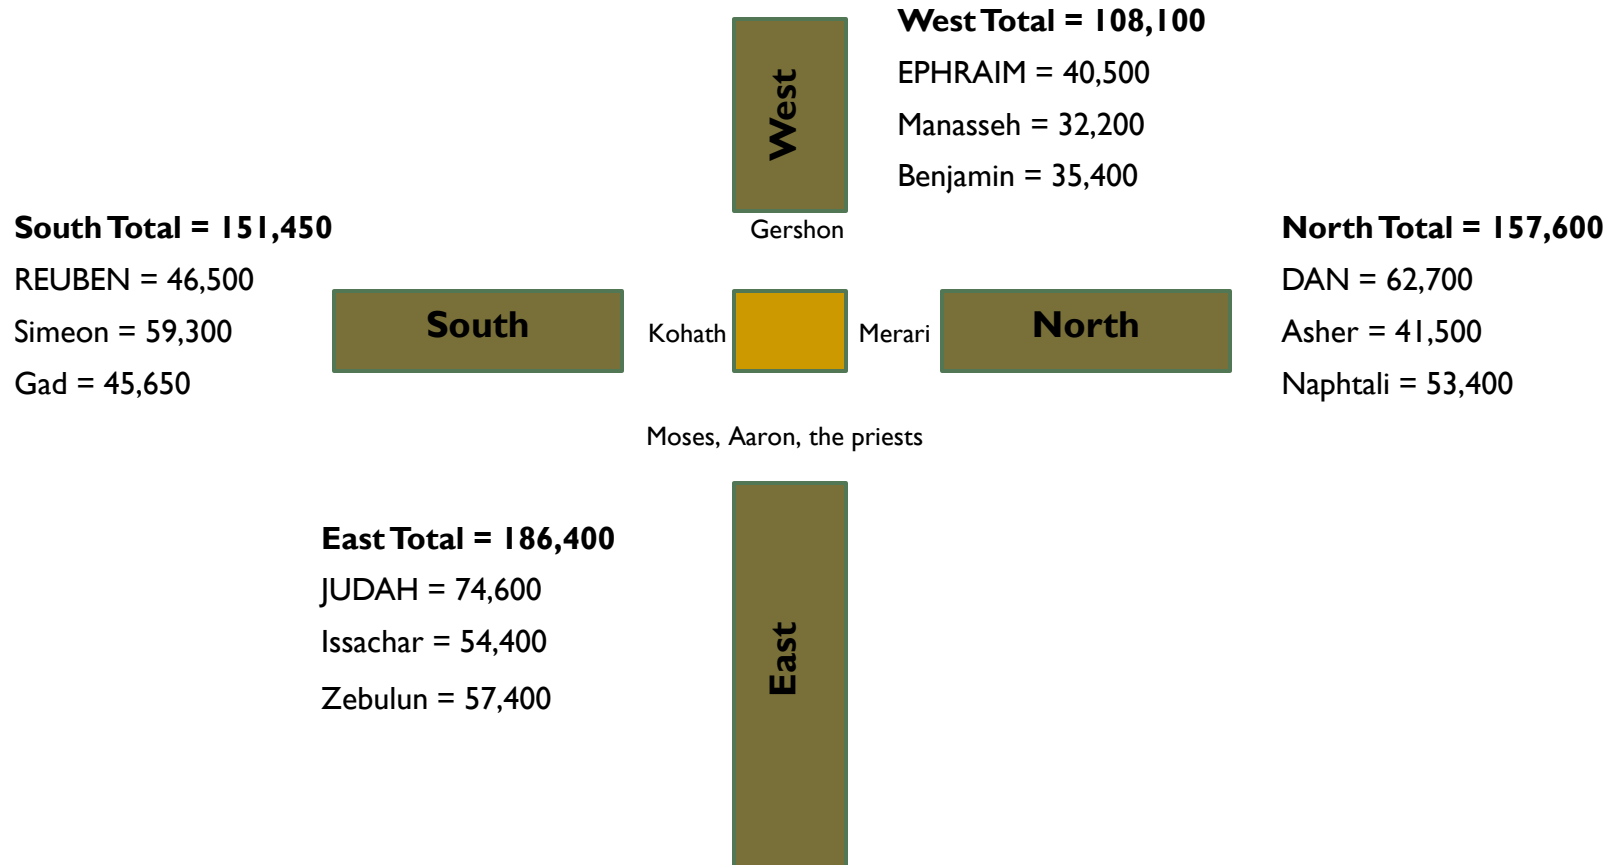 West Total = 108,100
EPHRAIM = 40,500
Manasseh = 32,200
Benjamin = 35,400
West
Gershon
South Total = 151,450
REUBEN = 46,500
Simeon = 59,300
Gad = 45,650
South
Kohath
Merari
North
North Total = 157,600
DAN = 62,700
Asher = 41,500
Naphtali = 53,400
Moses, Aaron, the priests
East Total = 186,400
JUDAH = 74,600
Issachar = 54,400
Zebulun = 57,400
East